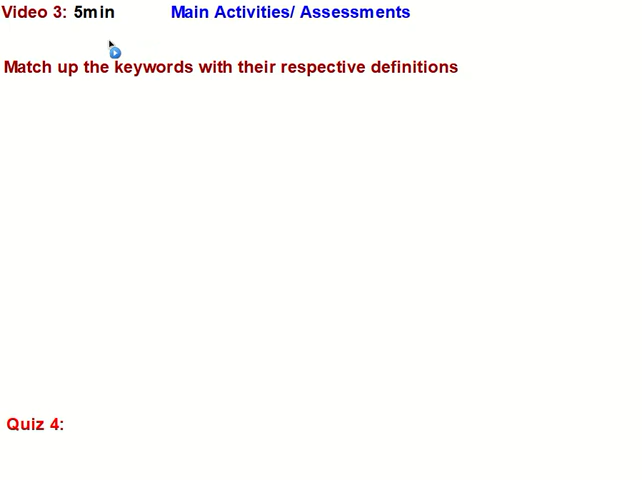 Video 3: 5min Main Activities/ Assessments
Match up the keywords with their respective definitions
Quiz 4: